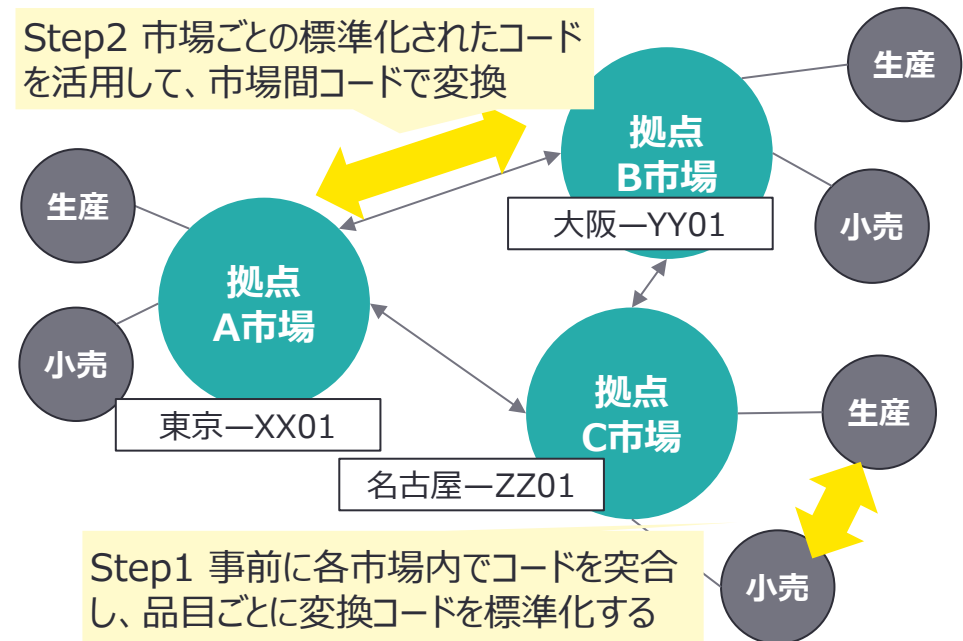 Step2 市場ごとの標準化されたコード
を活用して、市場間コードで変換
生産
拠点
B市場
大阪ー YY01
小売
生産
拠点
A市場
小売
東京ーXX01
拠点
C市場
名古屋ーZZ01
生産
小売
Step1 事前に各市場内でコードを突合
し、品目ごとに変換コードを標準化する